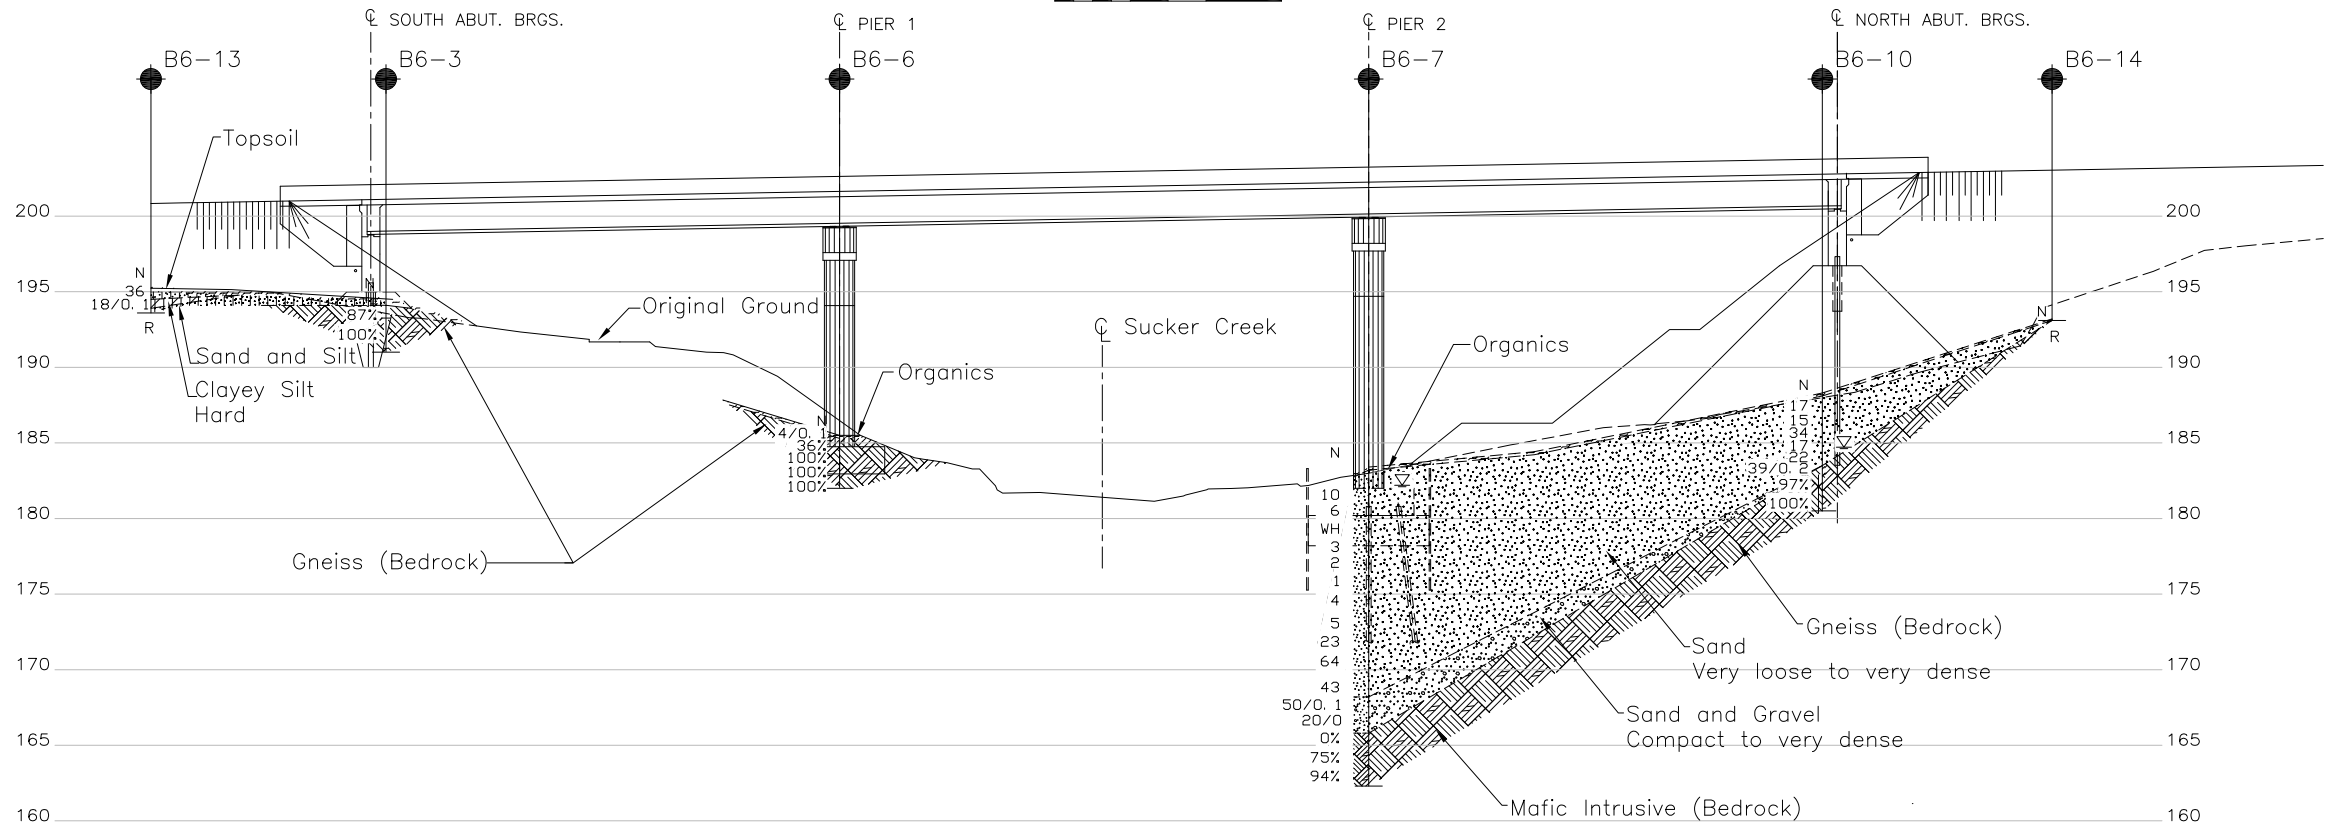 ℄ SOUTH ABUT. BRGS.
℄ PIER 1
℄ PIER 2
℄ NORTH ABUT. BRGS.
B6-13
B6-3
B6-6
B6-7
B6-10
B6-14
Topsoil
200
200
N
36
18/0.1
R
195
N
195
87%
100%
Original Ground
℄ Sucker Creek
Sand and Silt
Clayey Silt
Hard
190
Organics
Organics
N
R
190
N
4/0.1
36%
100%
100%
100%
185
N
17
15
34
17
22
39/0.2
97%
100%
185
180
180
Gneiss (Bedrock)
N
10
6
WH
3
2
1
4
5
23
64
43
50/0.1
20/0
0%
75%
94%
175
175
Gneiss (Bedrock)
Sand
Very loose to very dense
170
170
Sand and Gravel
Compact to very dense
165
165
Mafic Intrusive (Bedrock)
160
160